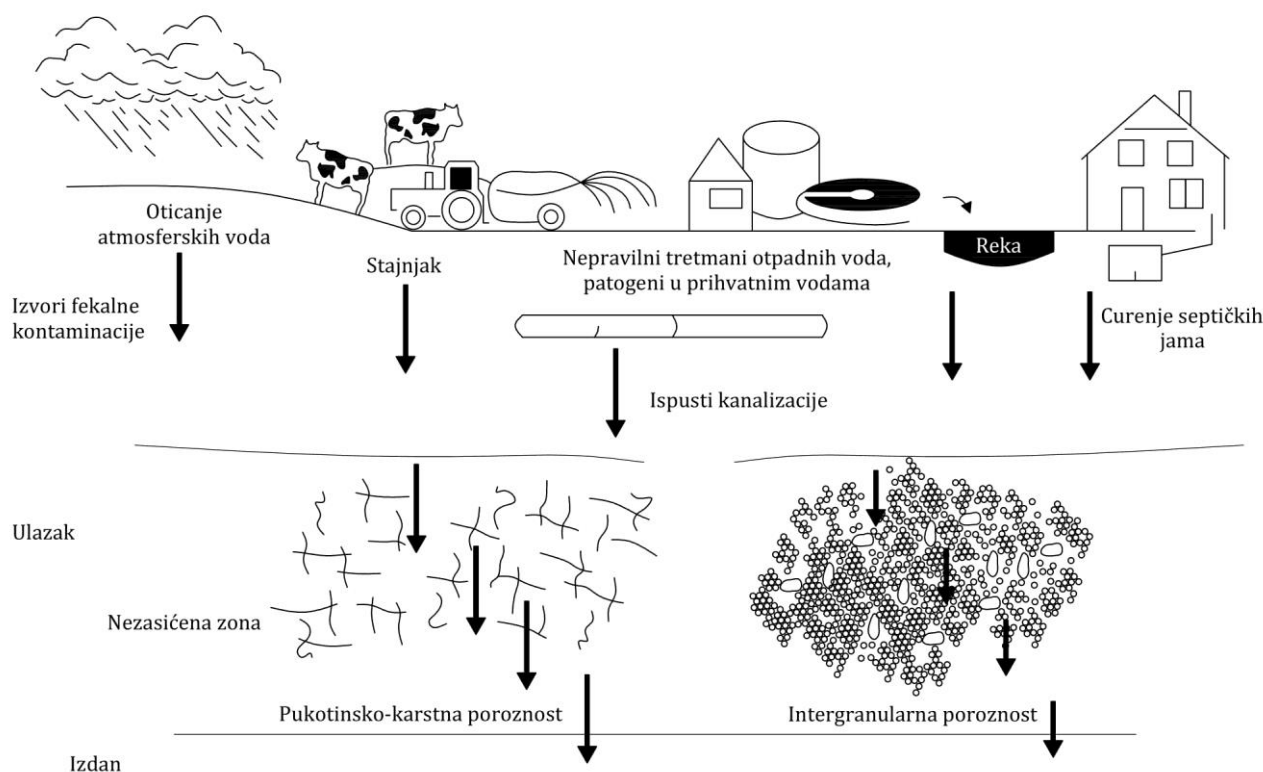 Oticanje
atmosferskih voda
Stajnjak
Nepravilni tretmani otpadnih voda,
patogeni u prihvatnim vodama
Reka
Izvori fekalne
kontaminacije
Curenje septičkih
jama
Ispusti kanalizacije
Ulazak
Nezasićena zona
Pukotinsko-karstna poroznost
Intergranularna poroznost
Izdan